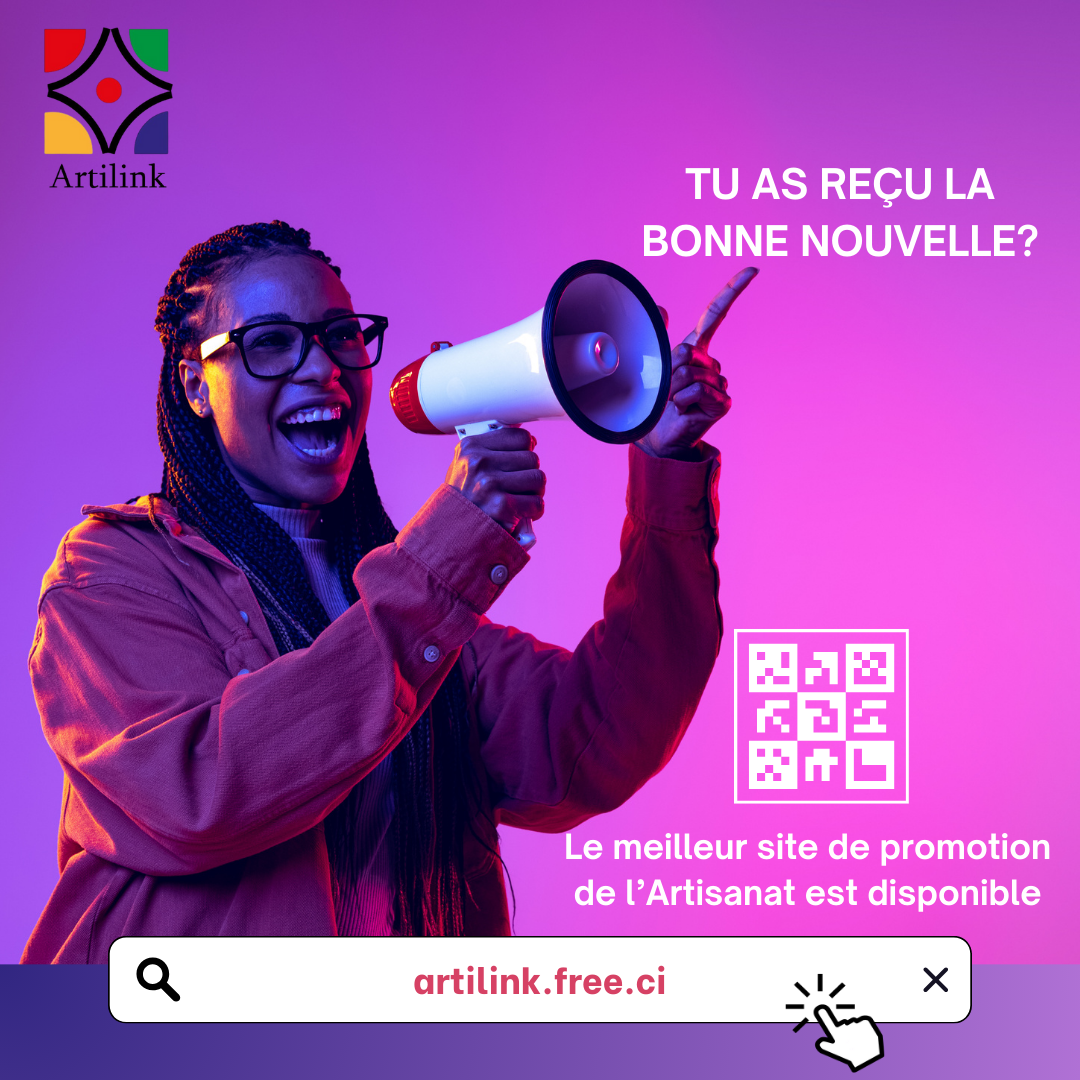 Artilink
TU AS REÇU LA
BONNE NOUVELLE?
Le meilleur site de promotion
de l’Artisanat est disponible
artilink.free.ci